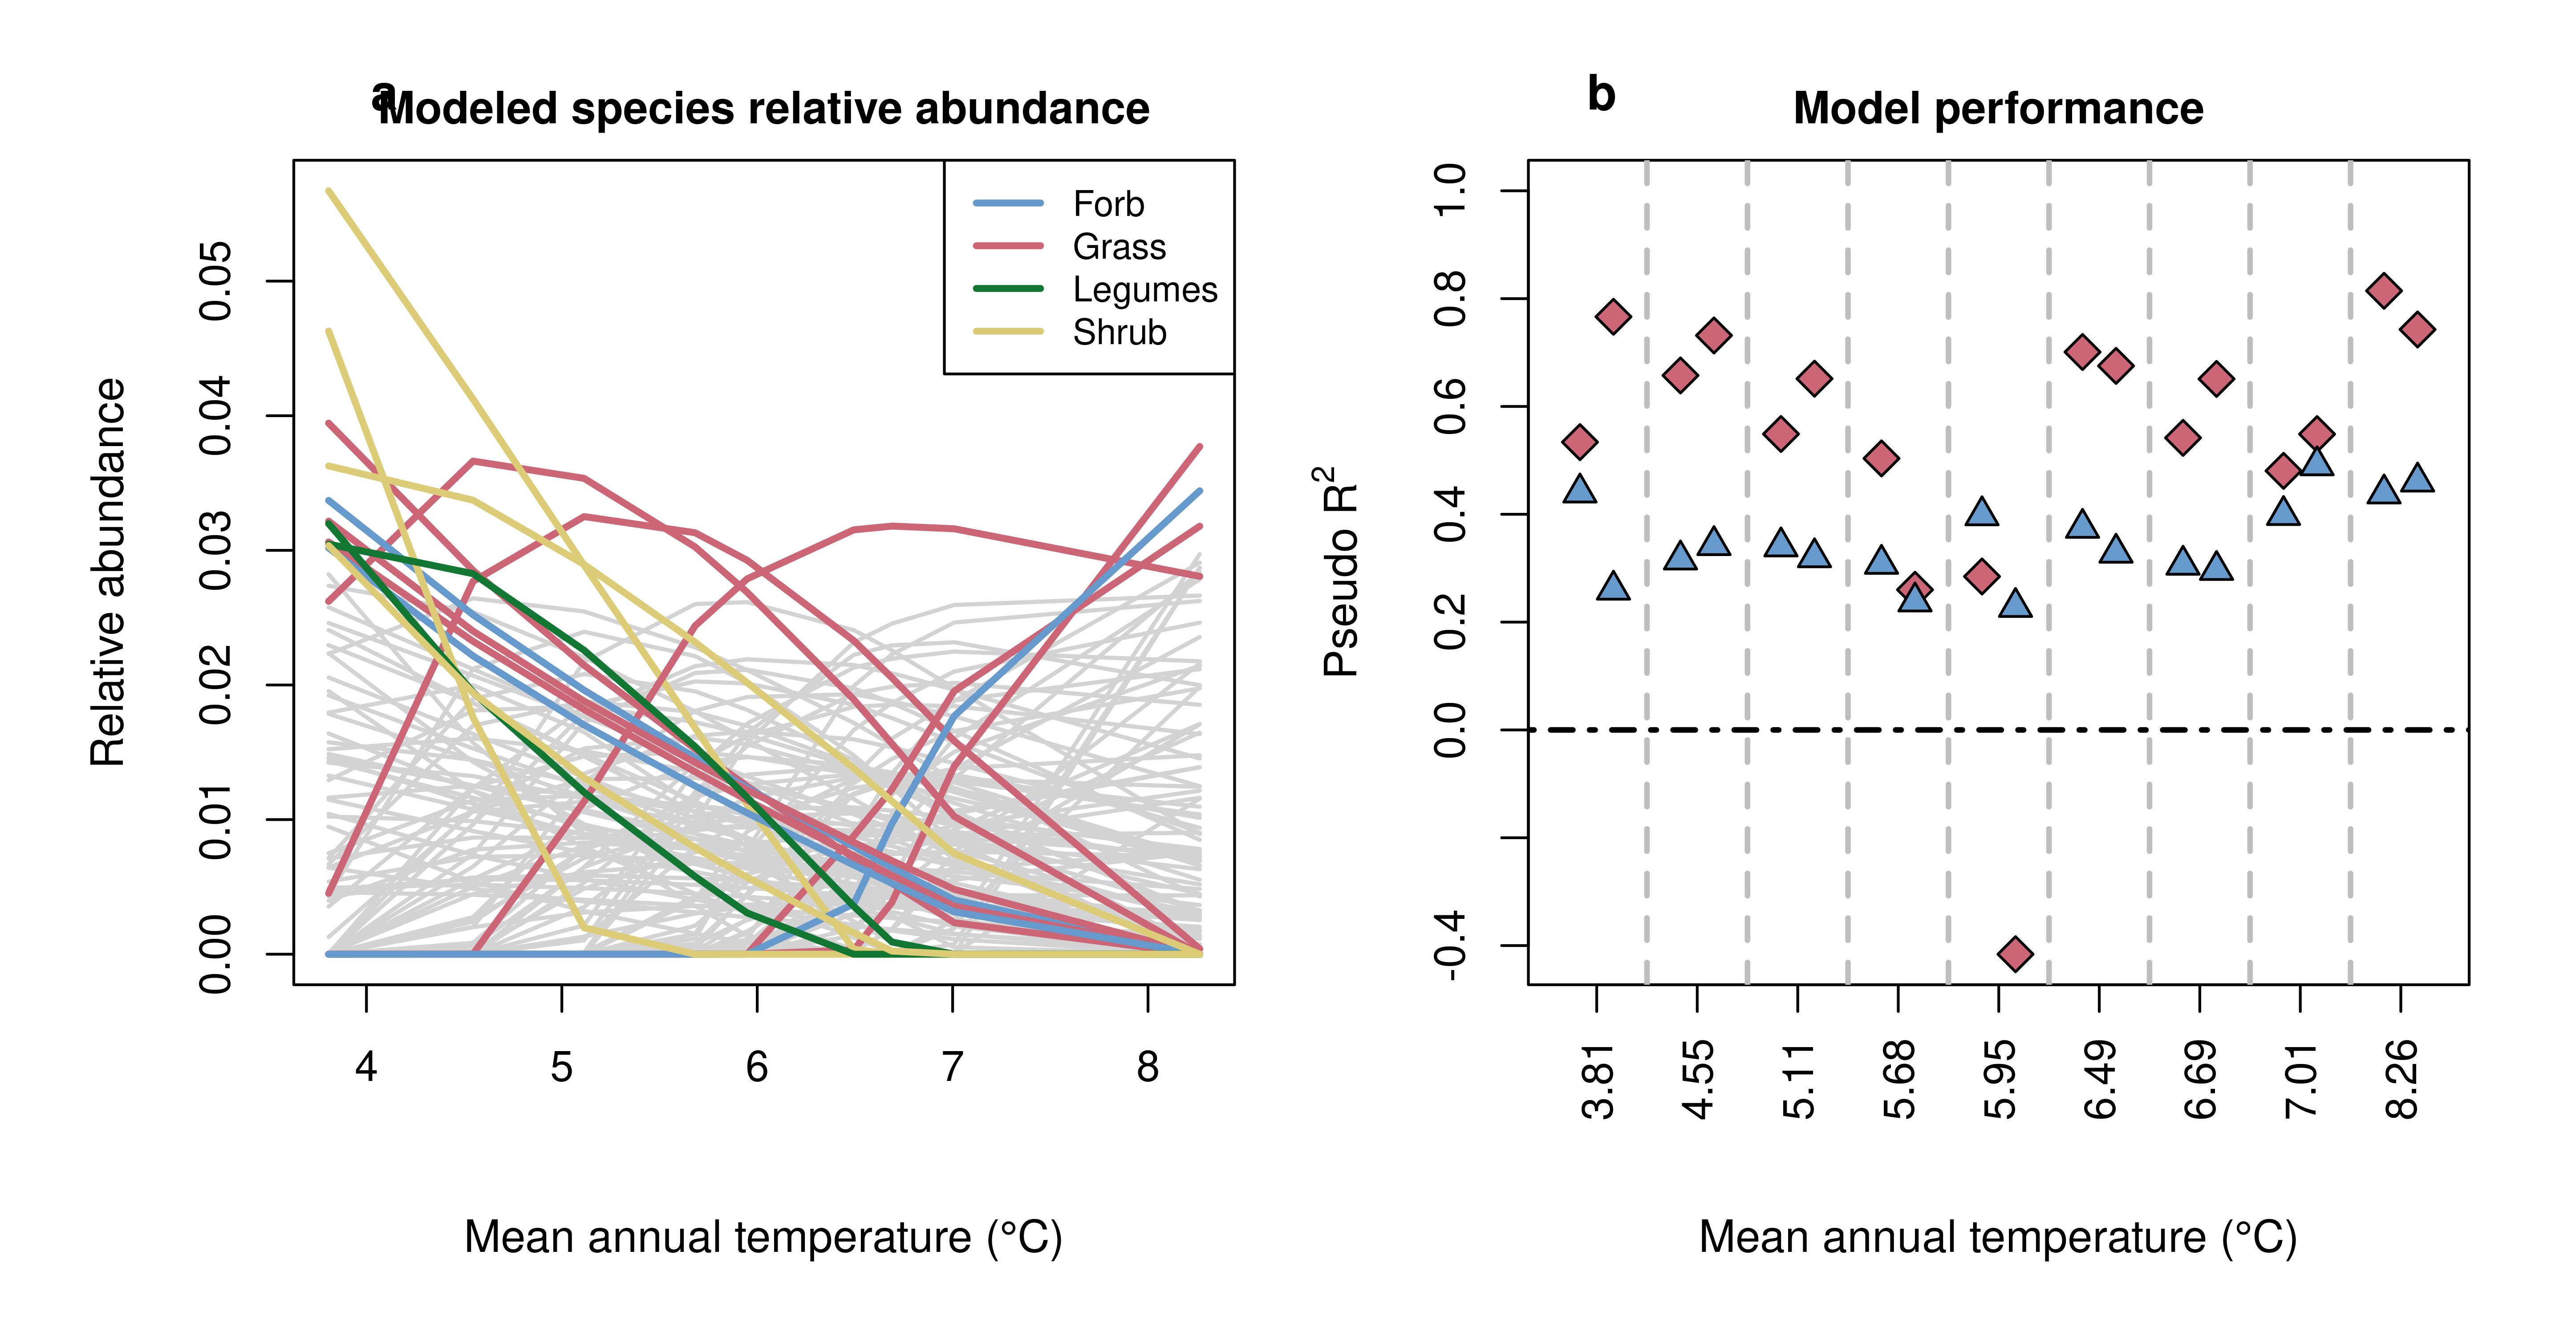 a
Modeled species relative abundance
Relative abundance
0.05
0.04
0.03
0.02
0.01
0.00
Forb
Grass
Legumes
Shrub
4 5 6 7 8
Mean annual temperature (°C)
b
Model performance
Pseudo R²
1.0
0.8
0.6
0.4
0.2
0.0
-0.4
3.81 4.55 5.11 5.68 5.95 6.49 6.69 7.01 8.26
Mean annual temperature (°C)